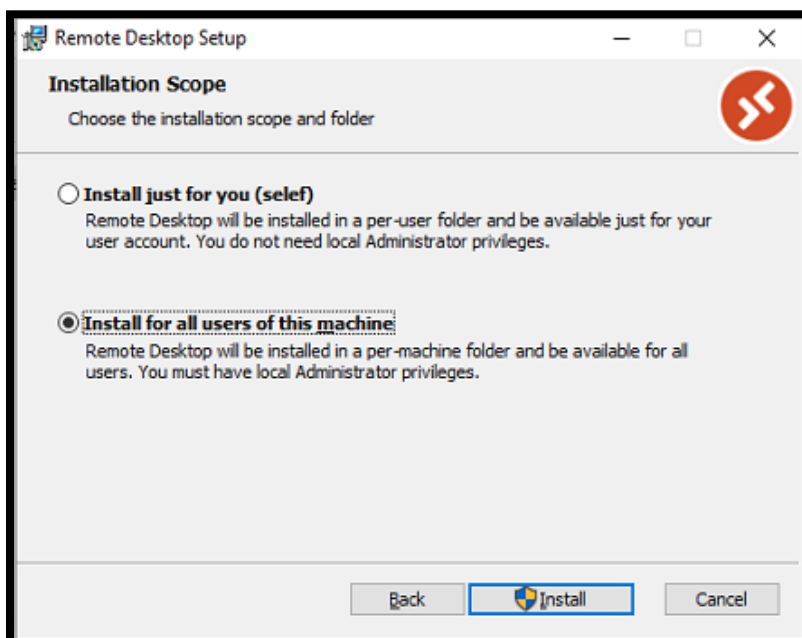 Remote Desktop Setup
Installation Scope
Choose the installation scope and folder
Install just for you (selef)
Remote Desktop will be installed in a per-user folder and be available just for your
user account. You do not need local Administrator privileges.
Install for all users of this machine
Remote Desktop will be installed in a per-machine folder and be available for all
users. You must have local Administrator privileges.
Back
Install
Cancel